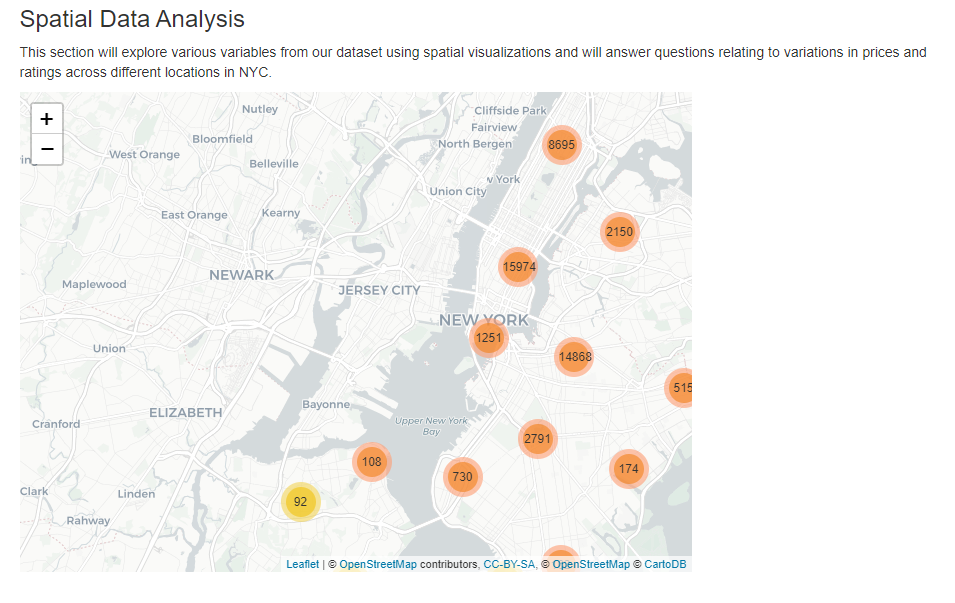 Spatial Data Analysis
This section will explore various variables from our dataset using spatial visualizations and will answer questions relating to variations in prices and
ratings across different locations in NYC.
+
−
Nutley
Cliffside Park
Fairview
Bloomfield
North Bergen
8695
West Orange
Belleville
Union City
East Orange
Kearny
2150
15974
NEWARK
Maplewood
JERSEY CITY
NEW YORK
1251
Union
14868
515
Bayonne
ELIZABETH
Cranford
Upper New York
Bay
2791
108
174
730
Clark
Linden
92
Rahway
Leaflet | © OpenStreetMap contributors, CC-BY-SA, © OpenStreetMap © CartoDB